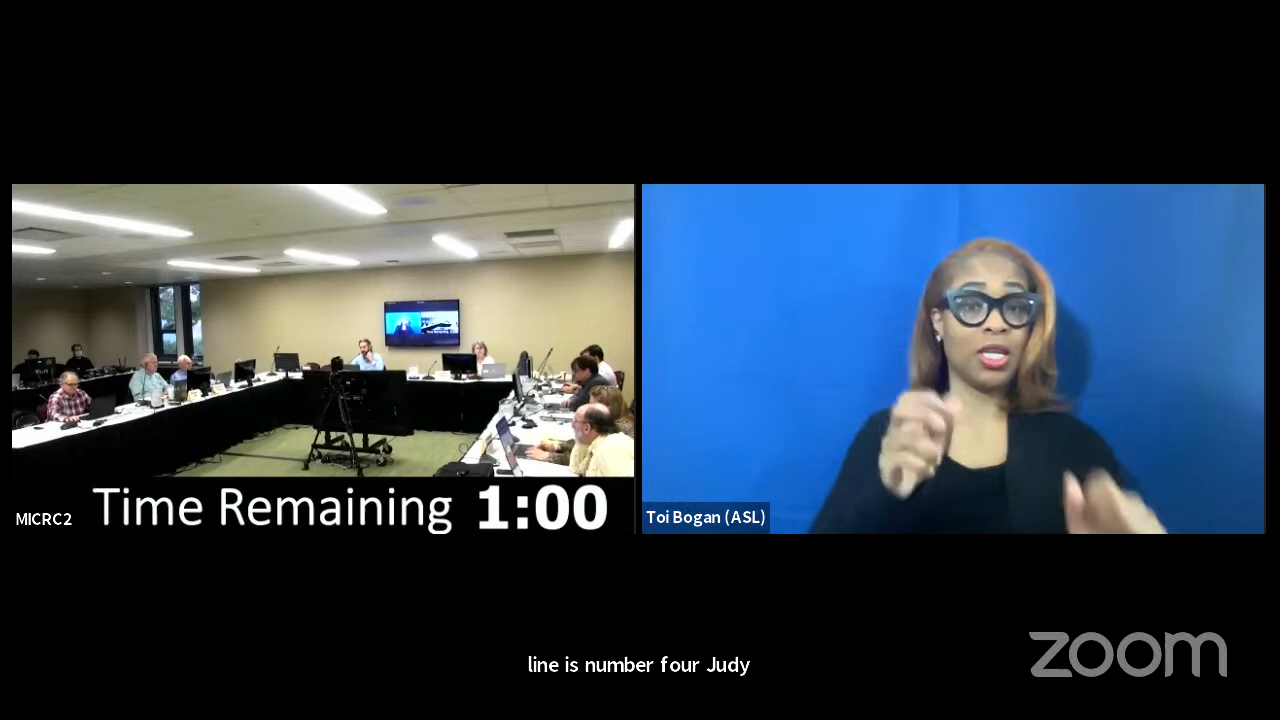 MICRC2
Time Remaining 1:00
Toi Bogan (ASL)
line is number four Judy
zoom